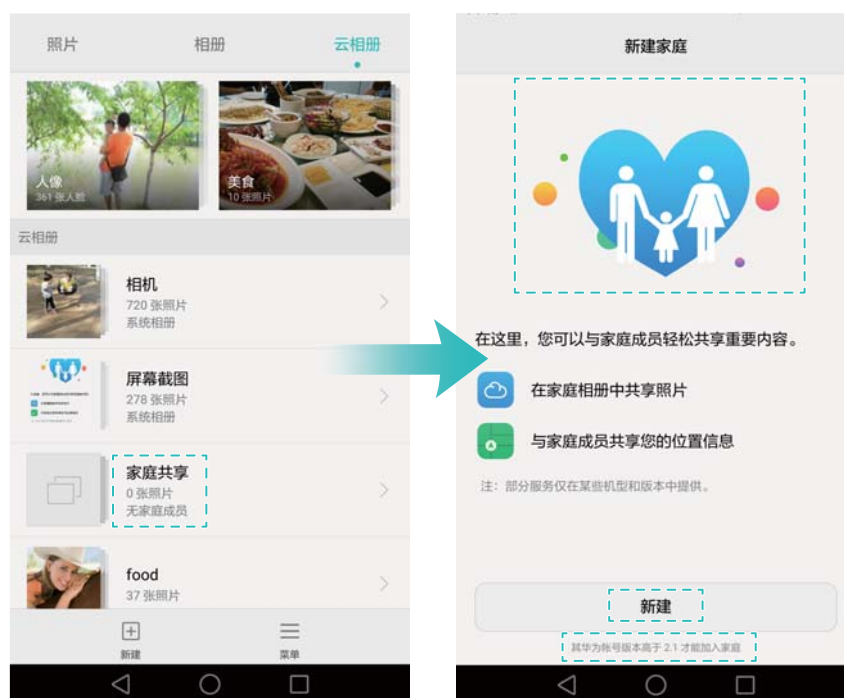 照片
相册
云相册
人像
361 张人脸
美食
10 张照片
云相册
相机
720 张照片
系统相册
屏幕截图
278 张照片
系统相册
家庭共享
0 张照片
无家庭成员
food
37 张照片
新建
菜单
新建家庭
在这里，您可以与家庭成员轻松共享重要内容。
在家庭相册中共享照片
与家庭成员共享您的位置信息
注：部分服务仅在某些机型和版本中提供。
新建
其华为帐号版本高于 2.1 才能加入家庭